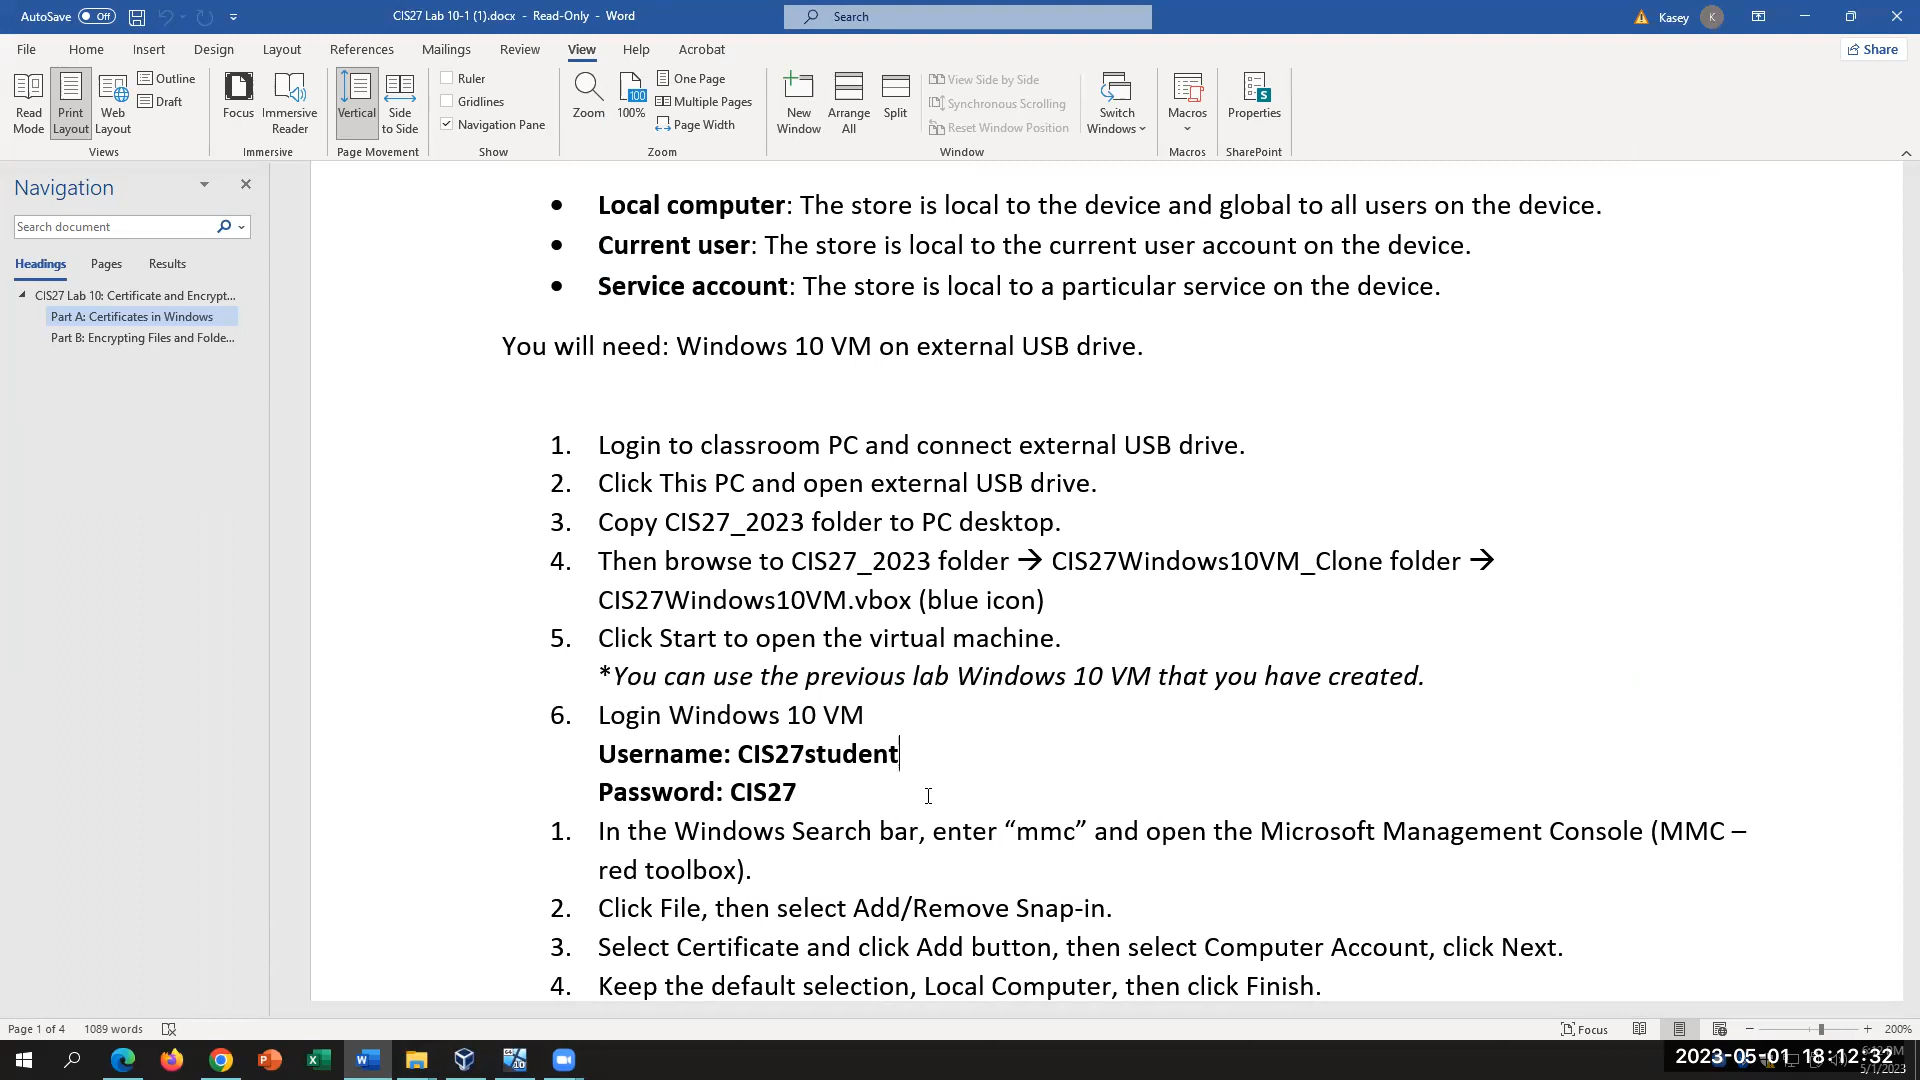 AutoSave Off CIS27 Lab 10-1 (1).docx - Read-Only - Word Search Kasey K
File Home Insert Design Layout References Mailings Review View Help Acrobat Share
Read Mode
Print Layout
Web Layout
Outline
Draft
Views
Focus
Immersive Reader
Immersive
Vertical
Side to Side
Page Movement
Ruler
Gridlines
Navigation Pane
Show
Zoom
100
100%
One Page
Multiple Pages
Page Width
Zoom
New Window
Arrange All
Split
View Side by Side
Synchronous Scrolling
Reset Window Position
Switch Windows
Window
Macros
Macros
Properties
SharePoint
Navigation
Search document
Headings Pages Results
CIS27 Lab 10: Certificate and Encrypt...
Part A: Certificates in Windows
Part B: Encrypting Files and Folde...
• Local computer: The store is local to the device and global to all users on the device.
• Current user: The store is local to the current user account on the device.
• Service account: The store is local to a particular service on the device.
You will need: Windows 10 VM on external USB drive.
1. Login to classroom PC and connect external USB drive.
2. Click This PC and open external USB drive.
3. Copy CIS27_2023 folder to PC desktop.
4. Then browse to CIS27_2023 folder → CIS27Windows10VM_Clone folder →
CIS27Windows10VM.vbox (blue icon)
5. Click Start to open the virtual machine.
*You can use the previous lab Windows 10 VM that you have created.
6. Login Windows 10 VM
Username: CIS27student
Password: CIS27
1. In the Windows Search bar, enter “mmc” and open the Microsoft Management Console (MMC –
red toolbox).
2. Click File, then select Add/Remove Snap-in.
3. Select Certificate and click Add button, then select Computer Account, click Next.
4. Keep the default selection, Local Computer, then click Finish.
Page 1 of 4 1089 words Focus 200%
2023-05-01 18:12:32
5/1/2023